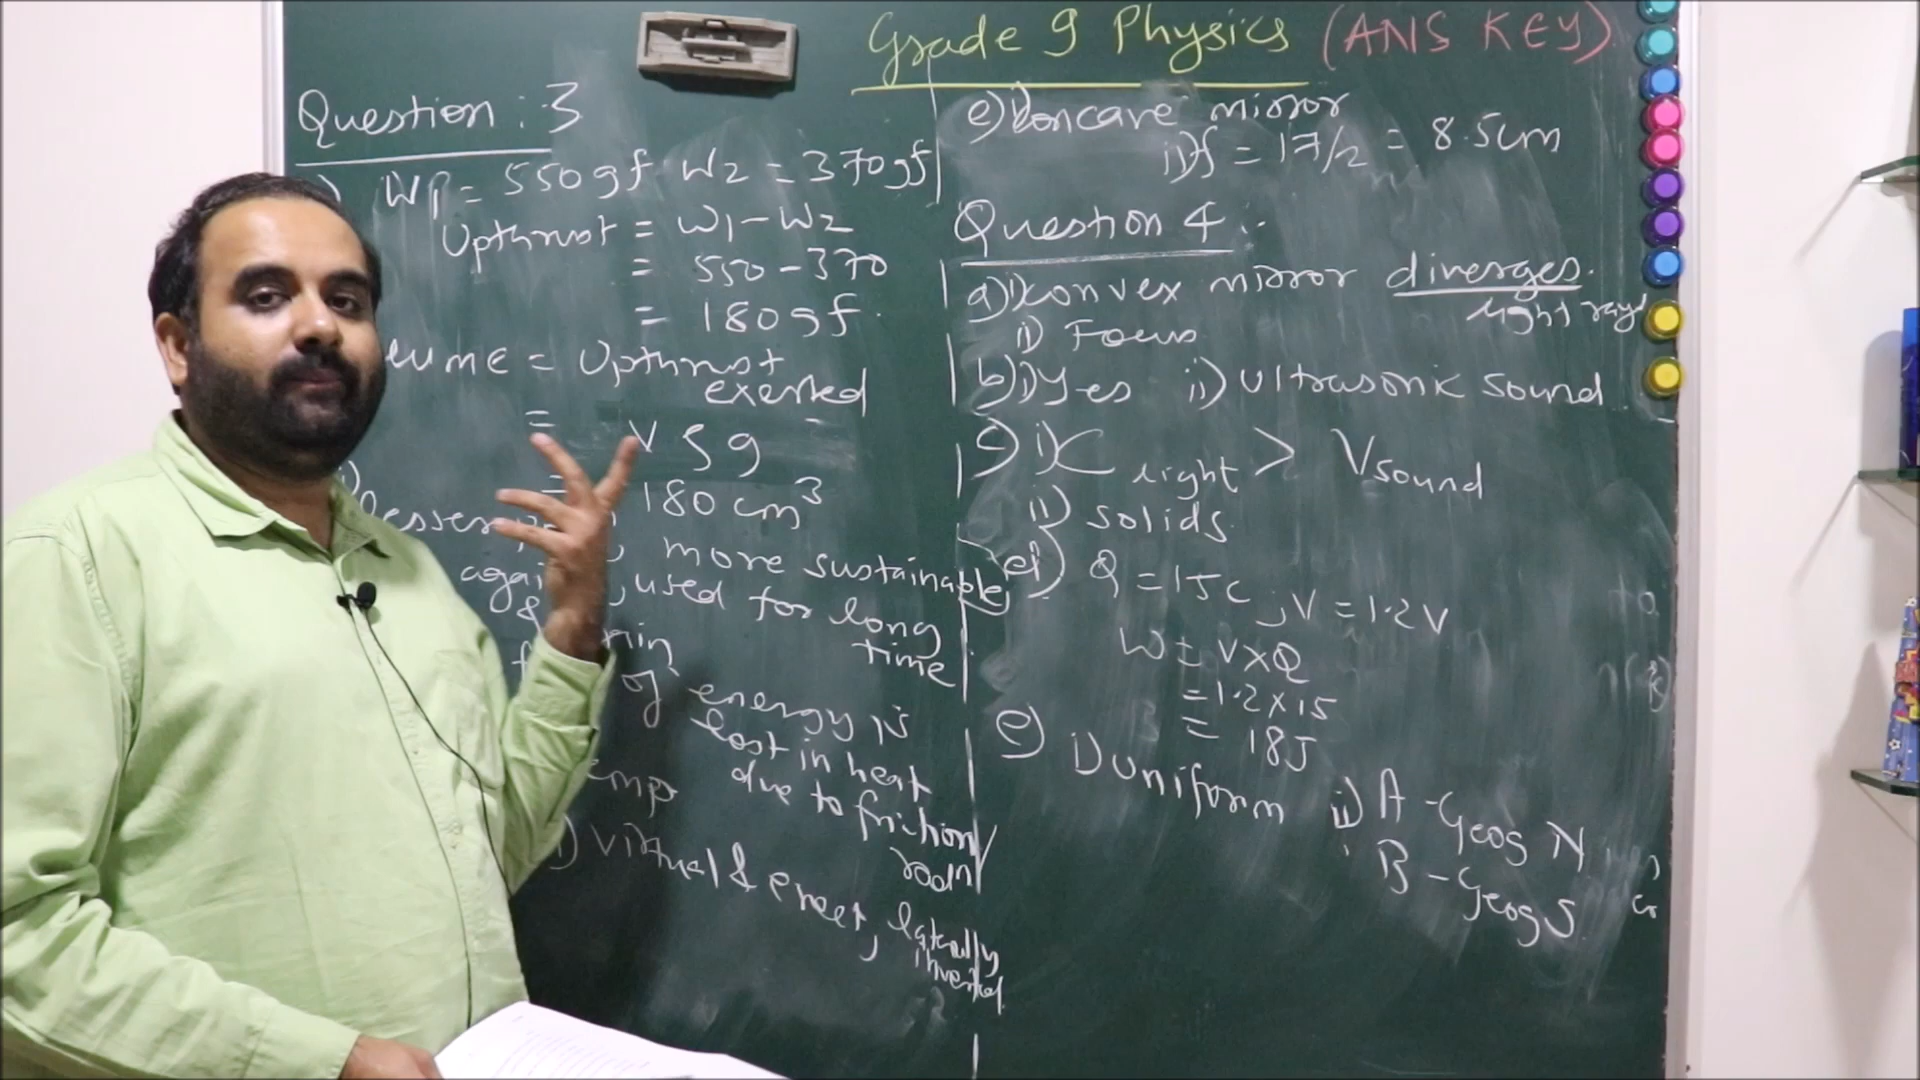 Grade 9 Physics (ANS KEY)
Question : 3
W1 = 550gf W2 = 370gf
Upthrust = W1 - W2
= 550 - 370
= 180gf.
ume = Upthrust
exerted
= V ρ g
= 180 cm³
more sustainable,
used for long
time
of energy is
lost in heat
due to friction
room
i) Virtual & erect, laterally
inverted
e) i) Concave mirror
ii) f = 17/2 = 8.5cm
Question 4 :-
a) i) Convex mirror diverges.
light rays
ii) Focus
b) i) Yes ii) Ultrasonic sound
c) i) C light > V sound
ii) solids.
Q = 15C, V = 1.2V
W = V×Q
= 1.2×15
= 18J
e) i) Uniform ii) A - Geog N
B - Geog S